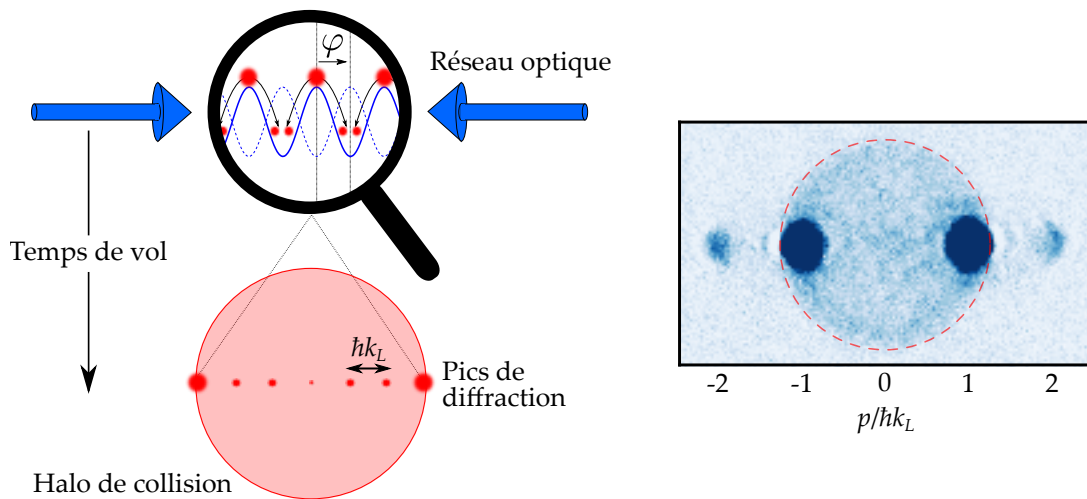 φ
Réseau optique
Temps de vol
ħk_L
Pics de
diffraction
Halo de collision
-2 -1 0 1 2
p/ħk_L